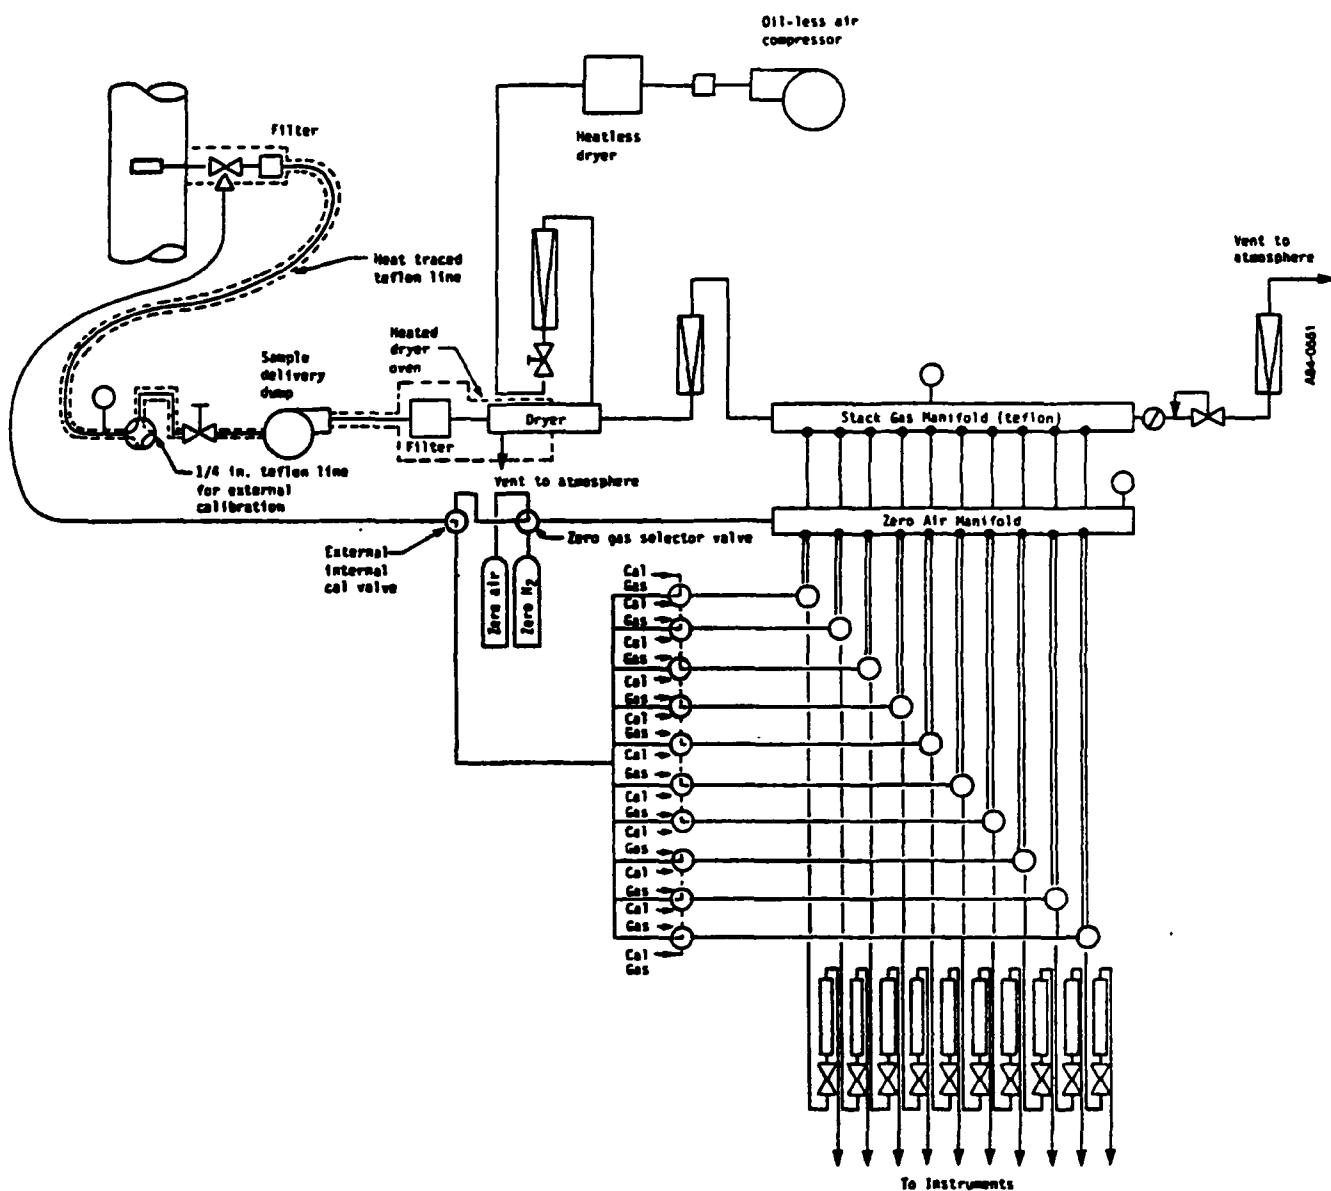 Oil-less air
compressor
Heatless
dryer
Filter
Heat traced
teflon line
Vent to
atmosphere
A84-0661
Heated
dryer
oven
Sample
delivery
dump
Filter
Dryer
Stack Gas Manifold (teflon)
1/4 in. teflon line
for external
calibration
Vent to atmosphere
Zero Air Manifold
External
internal
cal valve
Zero gas selector valve
Zero air
Zero N2
Cal
Gas
Cal
Gas
Cal
Gas
Cal
Gas
Cal
Gas
Cal
Gas
Cal
Gas
Cal
Gas
Cal
Gas
Cal
Gas
Cal
Gas
To Instruments